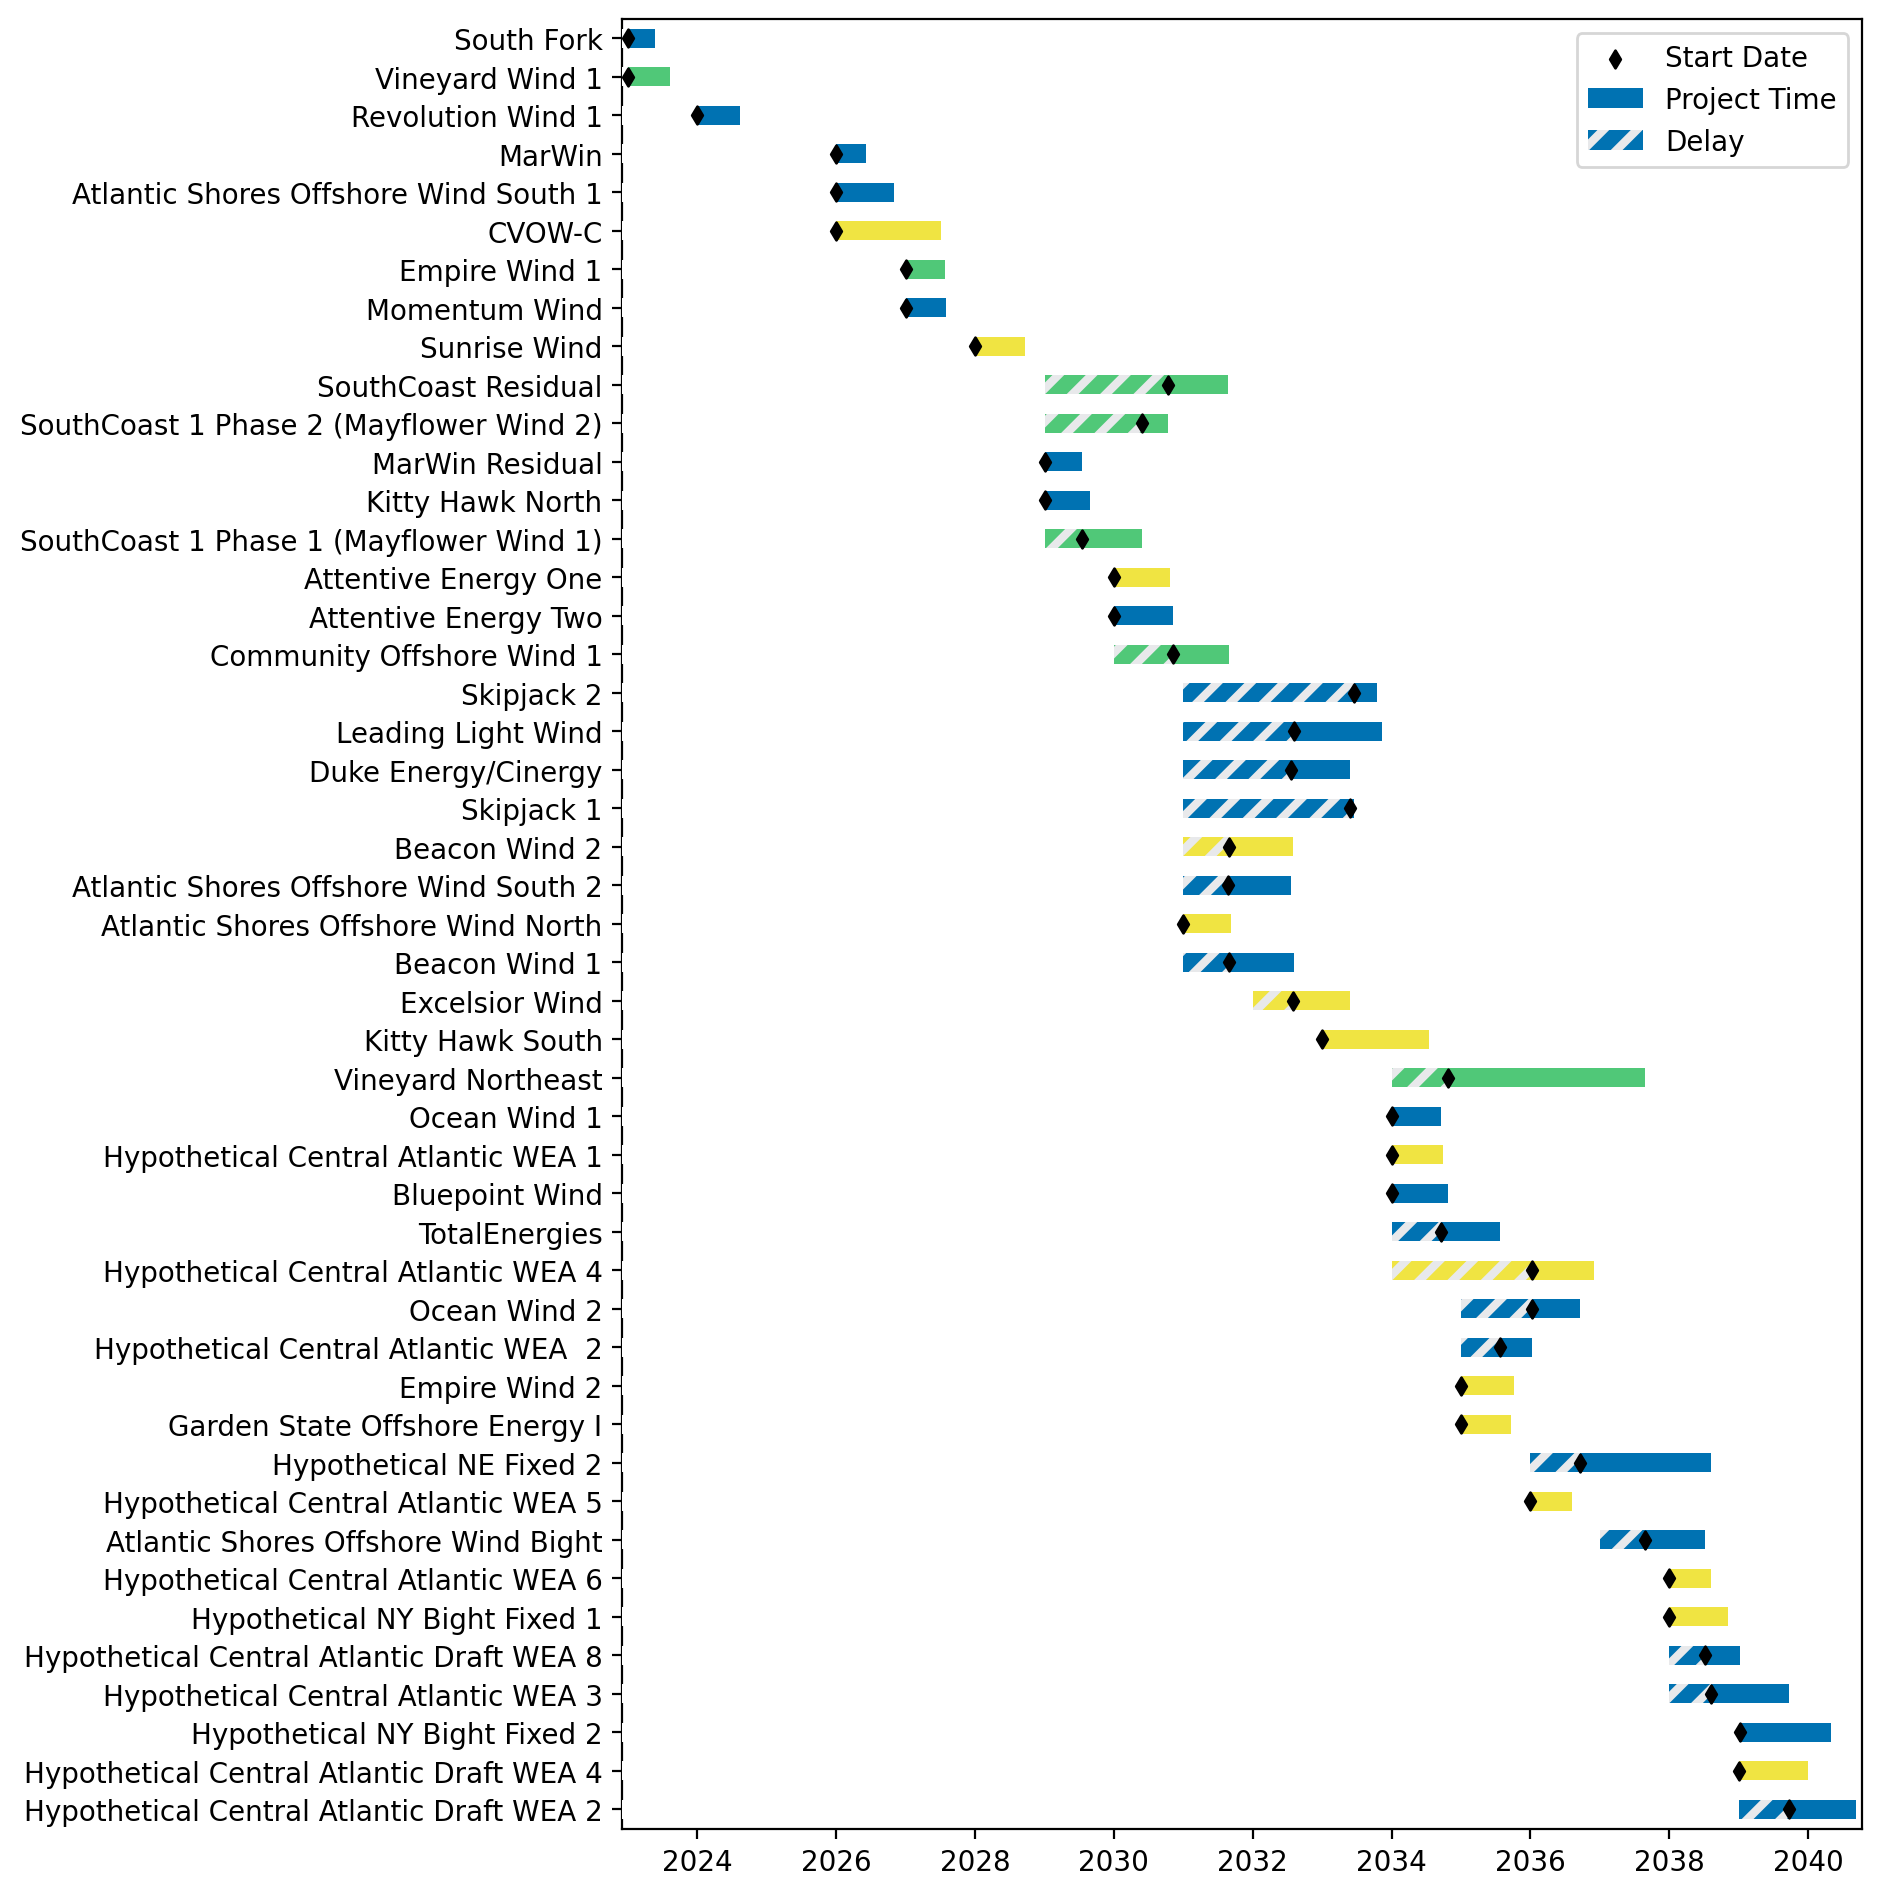 South Fork
Vineyard Wind 1
Revolution Wind 1
MarWin
Atlantic Shores Offshore Wind South 1
CVOW-C
Empire Wind 1
Momentum Wind
Sunrise Wind
SouthCoast Residual
SouthCoast 1 Phase 2 (Mayflower Wind 2)
MarWin Residual
Kitty Hawk North
SouthCoast 1 Phase 1 (Mayflower Wind 1)
Attentive Energy One
Attentive Energy Two
Community Offshore Wind 1
Skipjack 2
Leading Light Wind
Duke Energy/Cinergy
Skipjack 1
Beacon Wind 2
Atlantic Shores Offshore Wind South 2
Atlantic Shores Offshore Wind North
Beacon Wind 1
Excelsior Wind
Kitty Hawk South
Vineyard Northeast
Ocean Wind 1
Hypothetical Central Atlantic WEA 1
Bluepoint Wind
TotalEnergies
Hypothetical Central Atlantic WEA 4
Ocean Wind 2
Hypothetical Central Atlantic WEA  2
Empire Wind 2
Garden State Offshore Energy I
Hypothetical NE Fixed 2
Hypothetical Central Atlantic WEA 5
Atlantic Shores Offshore Wind Bight
Hypothetical Central Atlantic WEA 6
Hypothetical NY Bight Fixed 1
Hypothetical Central Atlantic Draft WEA 8
Hypothetical Central Atlantic WEA 3
Hypothetical NY Bight Fixed 2
Hypothetical Central Atlantic Draft WEA 4
Hypothetical Central Atlantic Draft WEA 2
Start Date
Project Time
Delay
2024 2026 2028 2030 2032 2034 2036 2038 2040